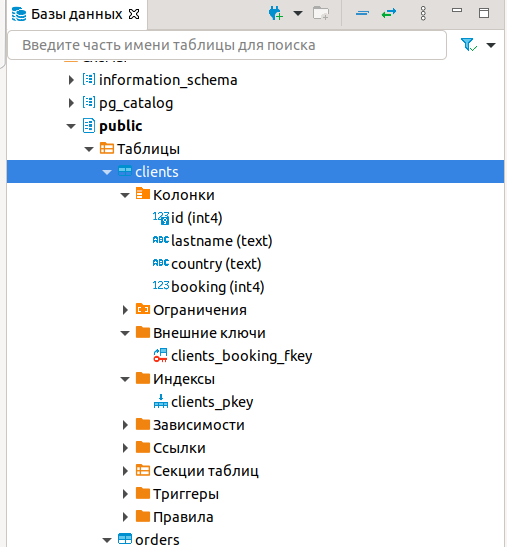 Базы данных
Введите часть имени таблицы для поиска
information_schema
pg_catalog
public
Таблицы
clients
Колонки
123 id (int4)
ABC lastname (text)
ABC country (text)
123 booking (int4)
Ограничения
Внешние ключи
clients_booking_fkey
Индексы
clients_pkey
Зависимости
Ссылки
Секции таблиц
Триггеры
Правила
orders